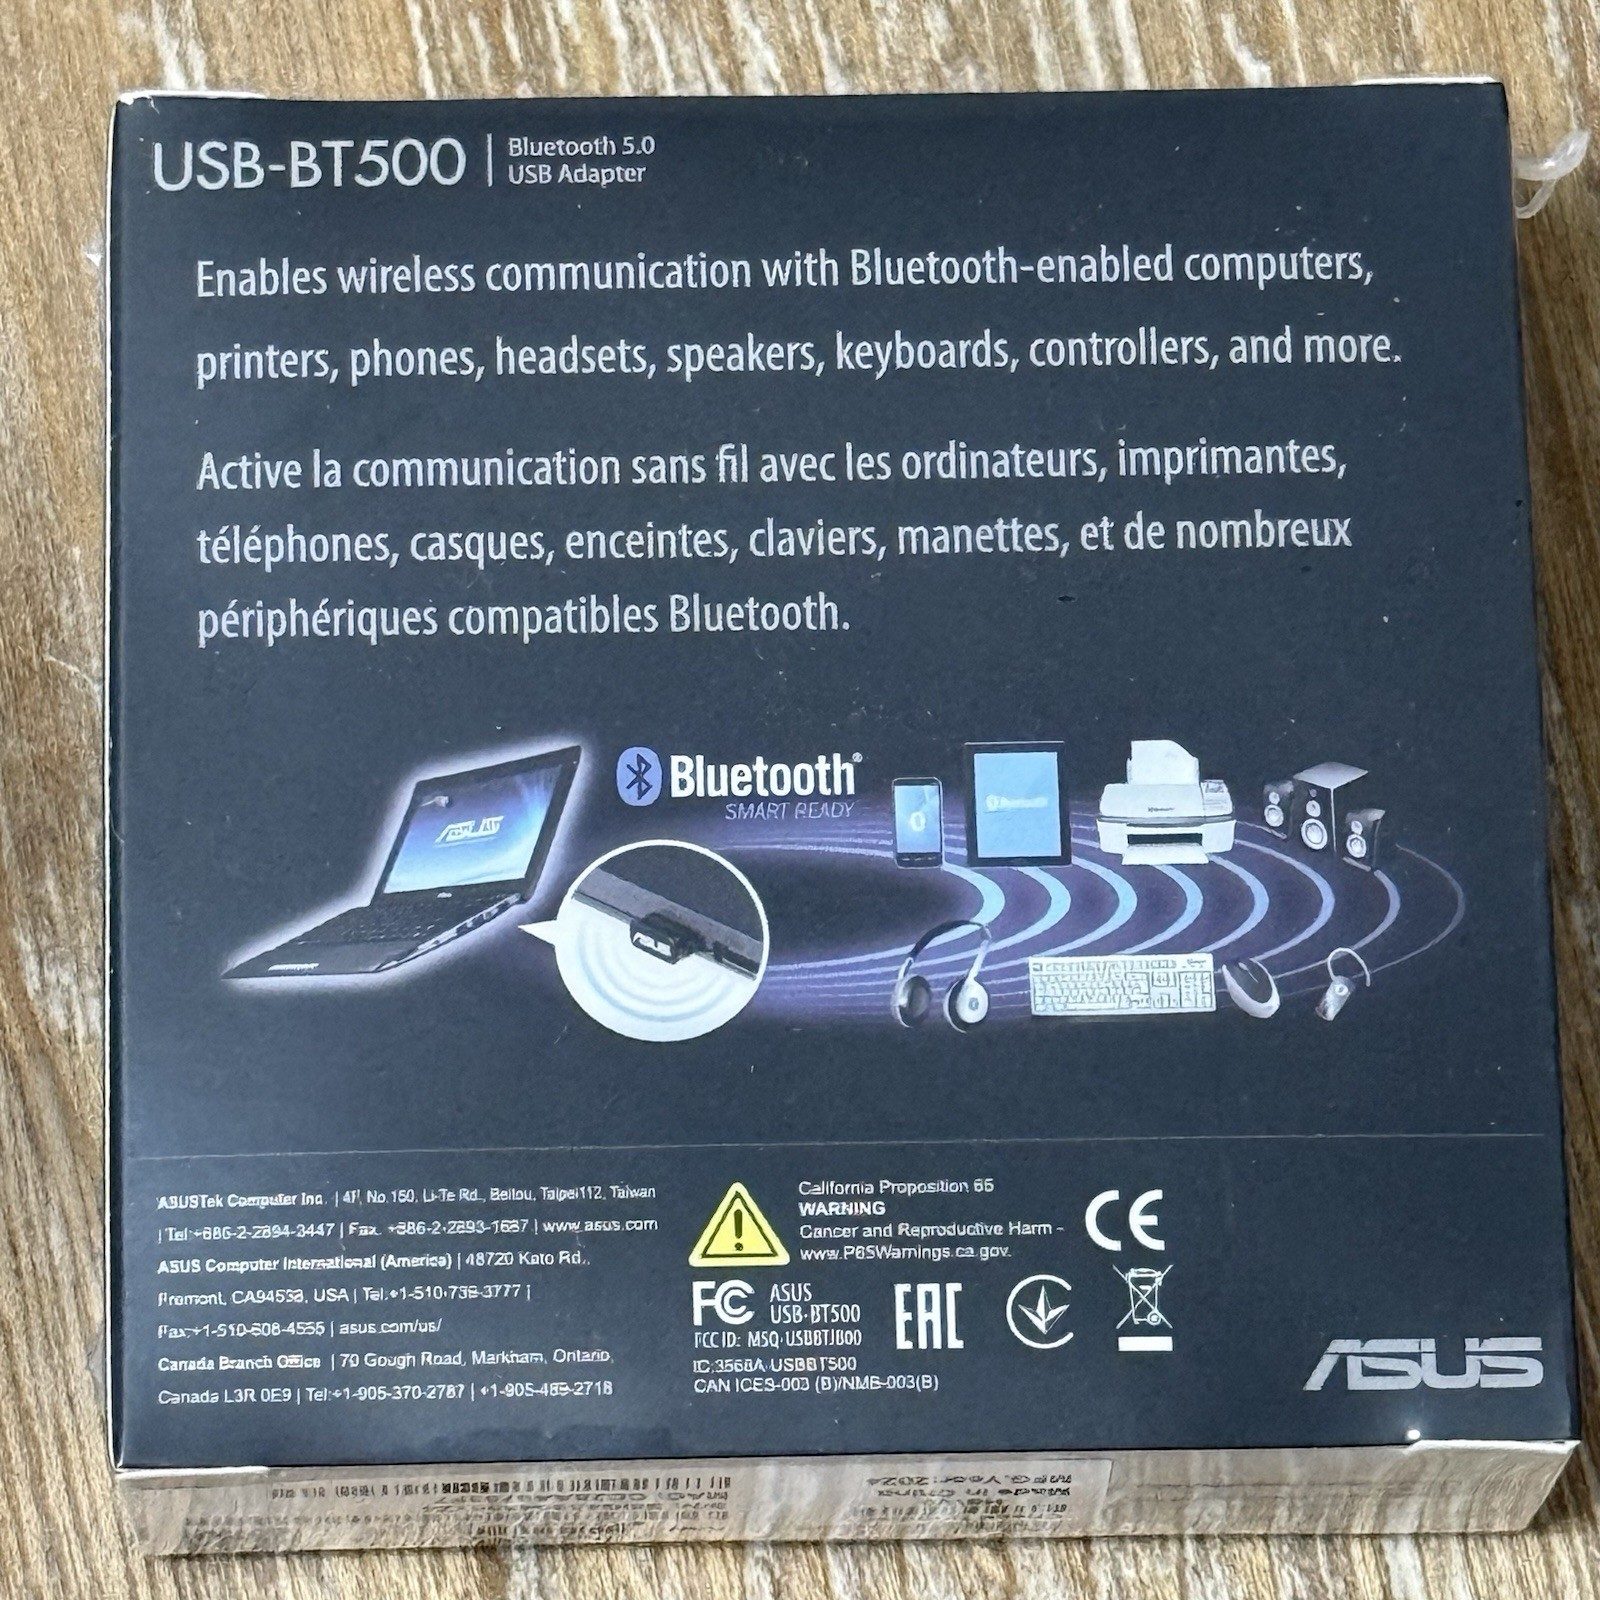 USB-BT500 | Bluetooth 5.0
USB Adapter
Enables wireless communication with Bluetooth-enabled computers,
printers, phones, headsets, speakers, keyboards, controllers, and more.
Active la communication sans fil avec les ordinateurs, imprimantes,
téléphones, casques, enceintes, claviers, manettes, et de nombreux
périphériques compatibles Bluetooth.
Bluetooth®
SMART READY
ASUS
ASUS
ASUSTek Computer Inc. | 4F, No.150, Li-Te Rd., Beitou, Taipei112, Taiwan
| Tel:+886-2-2894-3447 | Fax. +886-2-2893-1687 | www.asus.com
ASUS Computer International (America) | 48720 Kato Rd.,
Fremont, CA94538, USA | Tel:+1-510-739-3777 |
Fax:+1-510-608-4555 | asus.com/us/
Canada Branch Office | 70 Gough Road, Markham, Ontario,
Canada L3R 0E9 | Tel:+1-905-370-2787 | +1-905-489-2718
California Proposition 65
WARNING
Cancer and Reproductive Harm -
www.P65Warnings.ca.gov.
CE
FC ASUS
USB-BT500
FCC ID: MSQ-USBBTJB00
IC:3568A-USBBT500
CAN ICES-003 (B)/NMB-003(B)
EAC
ASUS